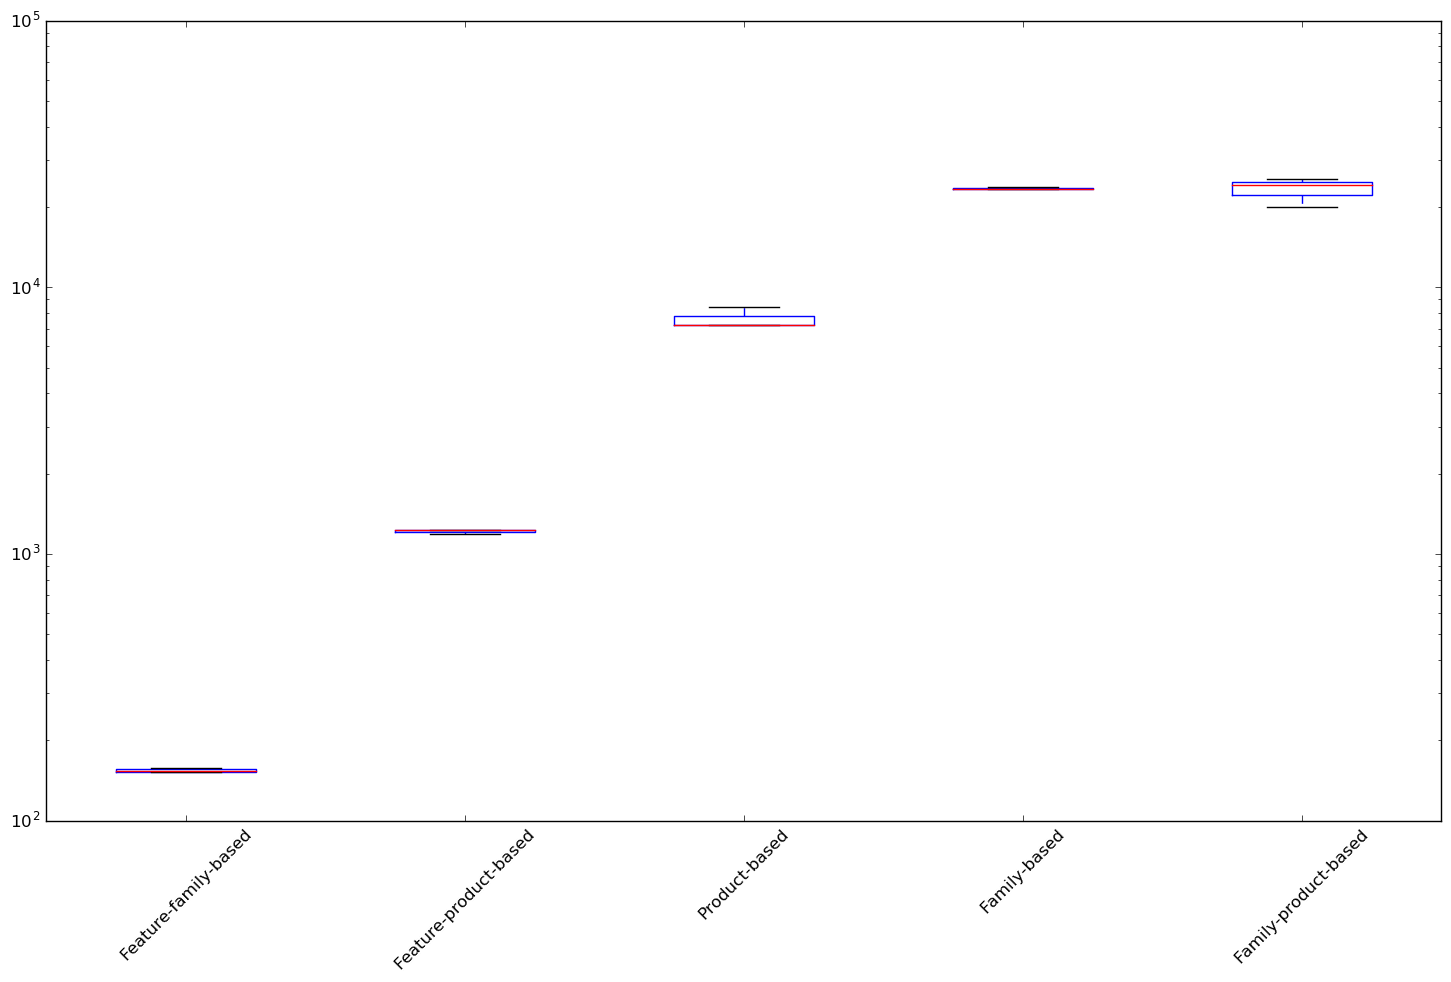 10^5
10^4
10^3
10^2
Feature-family-based
Feature-product-based
Product-based
Family-based
Family-product-based